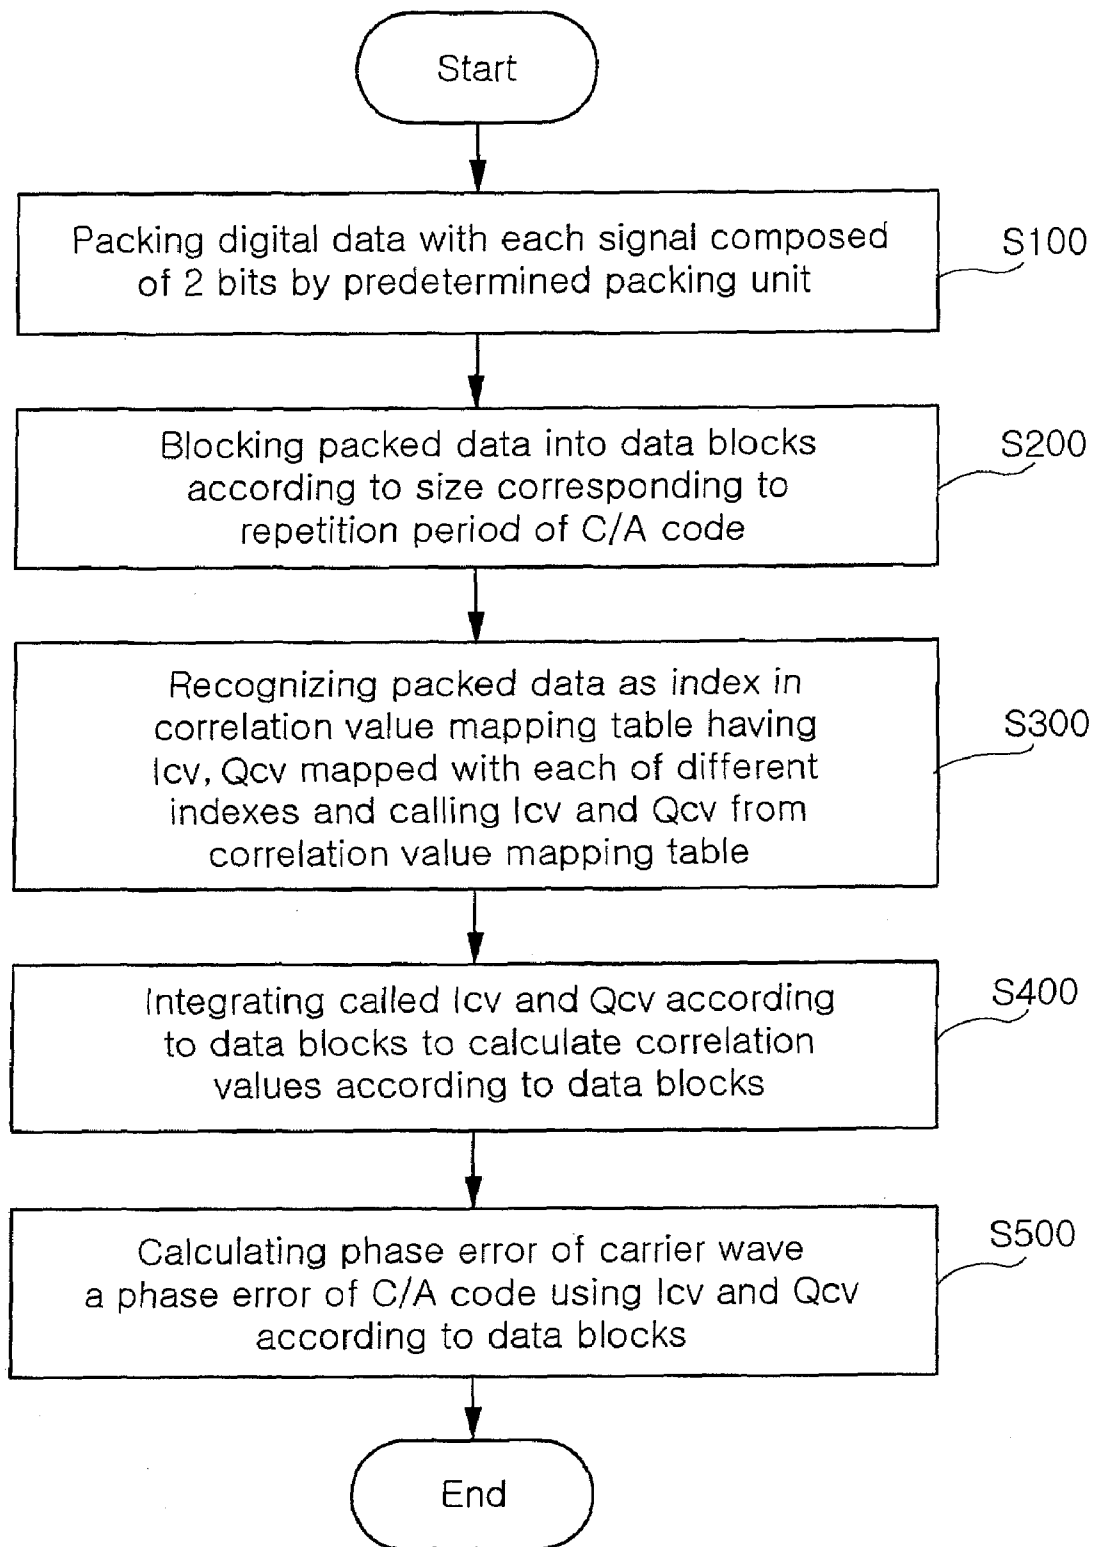 Start
Packing digital data with each signal composed
of 2 bits by predetermined packing unit
S100
Blocking packed data into data blocks
according to size corresponding to
repetition period of C/A code
S200
Recognizing packed data as index in
correlation value mapping table having
Icv, Qcv mapped with each of different
indexes and calling Icv and Qcv from
correlation value mapping table
S300
Integrating called Icv and Qcv according
to data blocks to calculate correlation
values according to data blocks
S400
Calculating phase error of carrier wave
a phase error of C/A code using Icv and Qcv
according to data blocks
S500
End